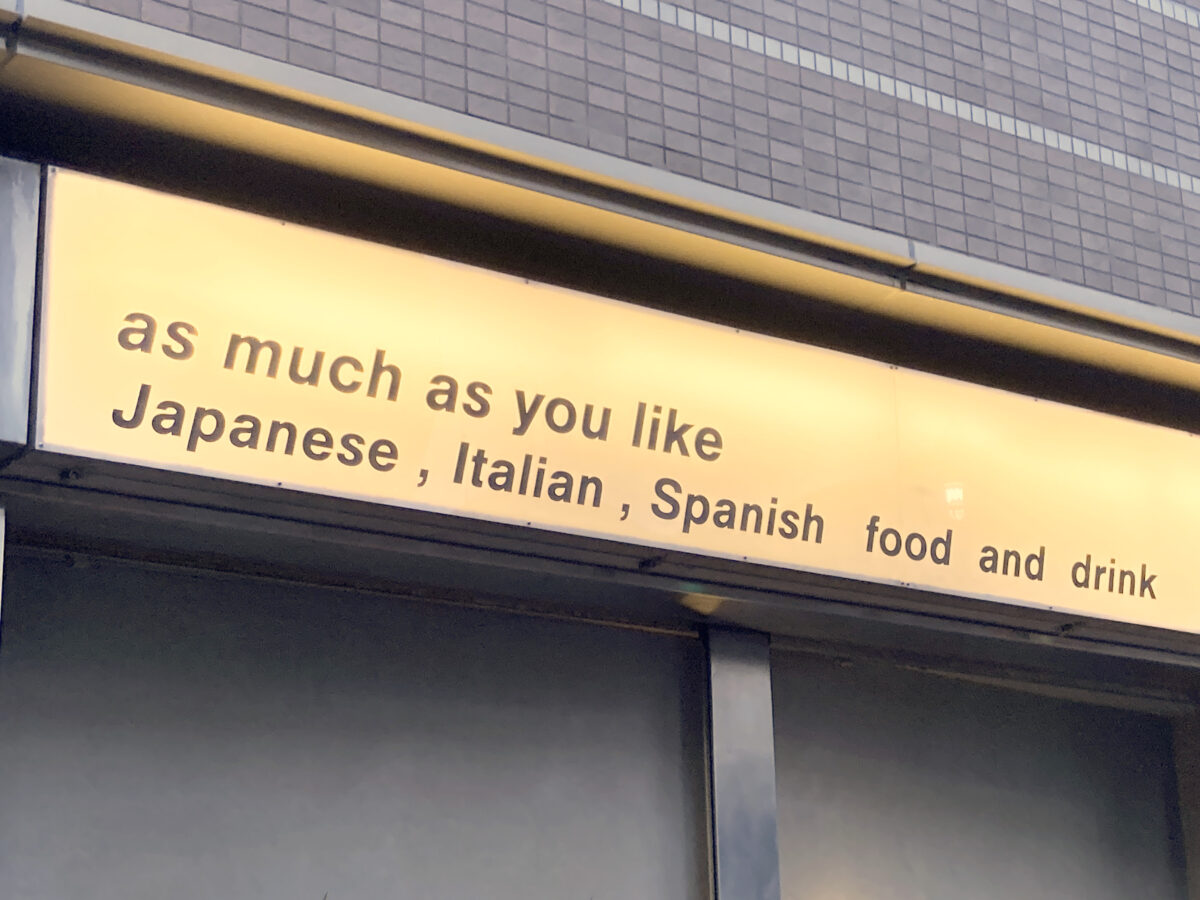 as much as you like
Japanese , Italian , Spanish food and drink